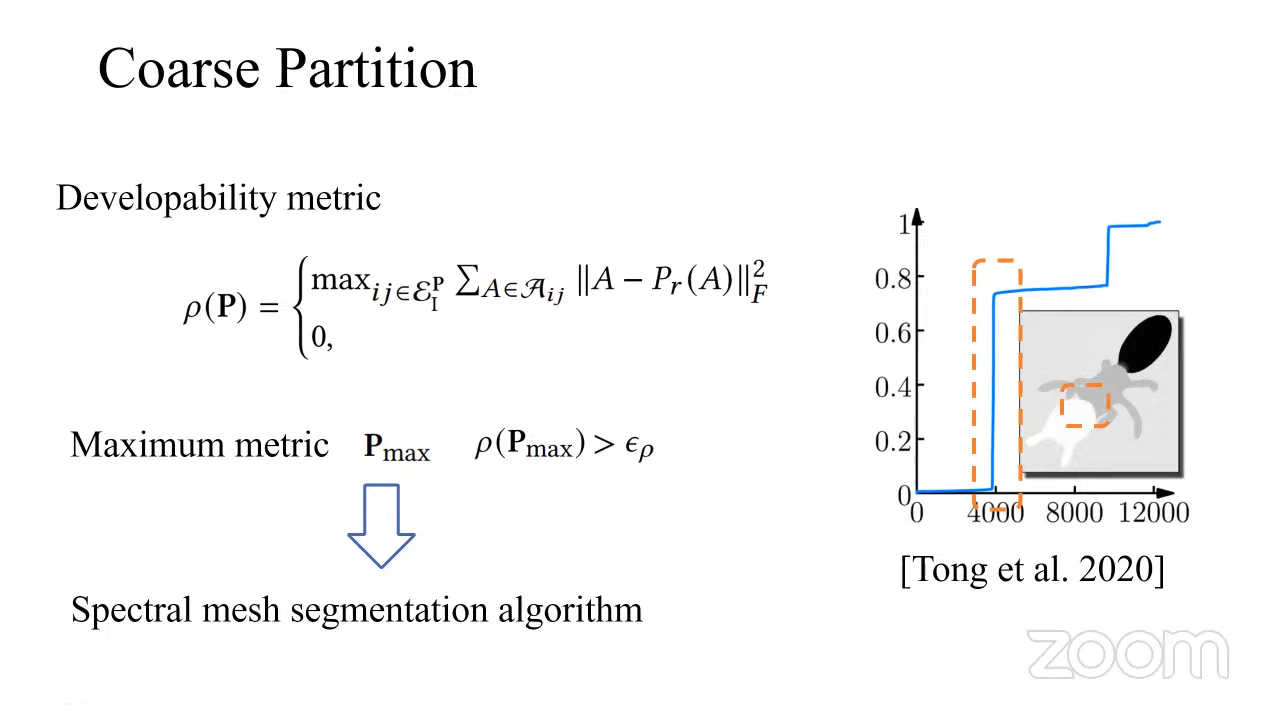 Coarse Partition
Developability metric
ρ(P) = { max_{ij∈ℰ_I^P} ∑_{A∈𝒜_{ij}} ‖A − P_r(A)‖_F^2
0,
Maximum metric P_max ρ(P_max) > ϵ_ρ
Spectral mesh segmentation algorithm
1
0.8
0.6
0.4
0.2
0
0 4000 8000 12000
[Tong et al. 2020]
zoom